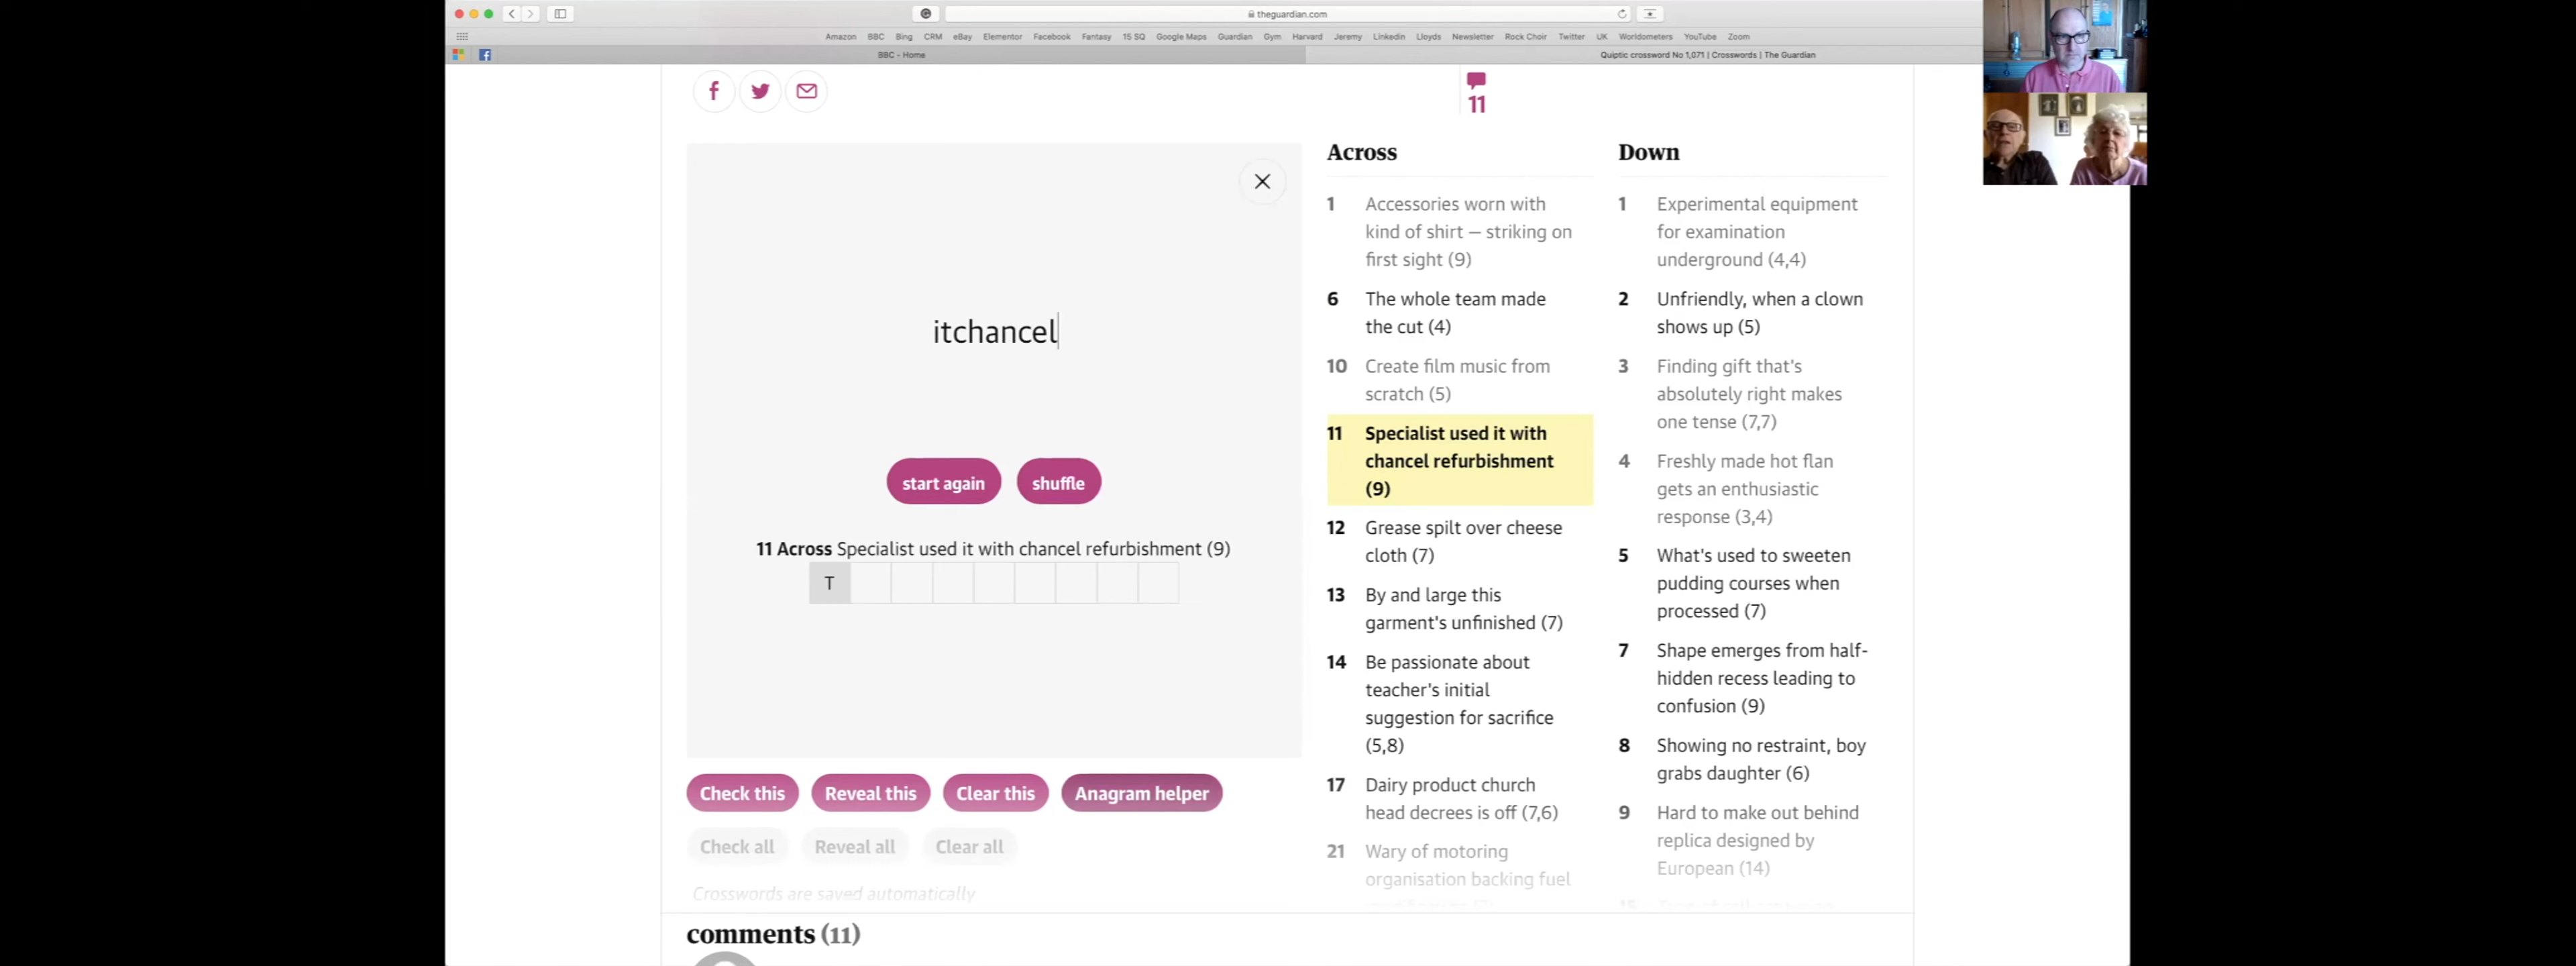 theguardian.com
Amazon BBC Bing CRM eBay Elementor Facebook Fantasy 15 SQ Google Maps Guardian Gym Harvard Jeremy Linkedin Lloyds Newsletter Rock Choir Twitter UK Worldometers YouTube Zoom
BBC - Home
Quiptic crossword No 1,071 | Crosswords | The Guardian
11
itchancel
start again
shuffle
11 Across Specialist used it with chancel refurbishment (9)
T
Check this
Reveal this
Clear this
Anagram helper
Check all
Reveal all
Clear all
Crosswords are saved automatically
Across
1 Accessories worn with
kind of shirt – striking on
first sight (9)
6 The whole team made
the cut (4)
10 Create film music from
scratch (5)
11 Specialist used it with
chancel refurbishment
(9)
12 Grease spilt over cheese
cloth (7)
13 By and large this
garment's unfinished (7)
14 Be passionate about
teacher's initial
suggestion for sacrifice
(5,8)
17 Dairy product church
head decrees is off (7,6)
21 Wary of motoring
organisation backing fuel
Down
1 Experimental equipment
for examination
underground (4,4)
2 Unfriendly, when a clown
shows up (5)
3 Finding gift that's
absolutely right makes
one tense (7,7)
4 Freshly made hot flan
gets an enthusiastic
response (3,4)
5 What's used to sweeten
pudding courses when
processed (7)
7 Shape emerges from half-
hidden recess leading to
confusion (9)
8 Showing no restraint, boy
grabs daughter (6)
9 Hard to make out behind
replica designed by
European (14)
15
comments (11)